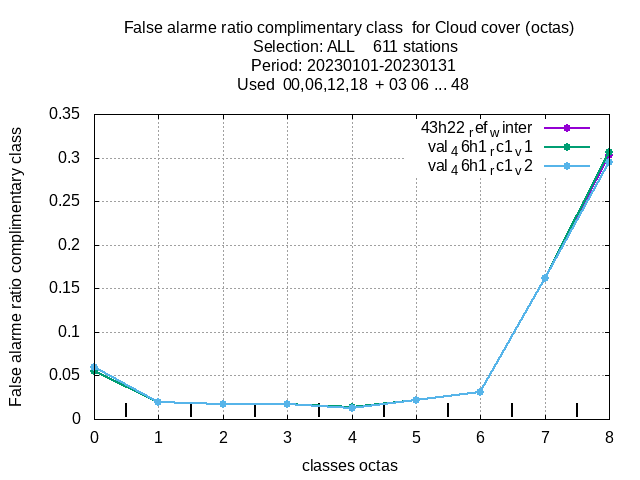 False alarme ratio complimentary class  for Cloud cover (octas)
Selection: ALL    611 stations
Period: 20230101-20230131
Used  00,06,12,18  + 03 06 ... 48
False alarme ratio complimentary class
0.35
0.3
0.25
0.2
0.15
0.1
0.05
0
43h22 r ef w inter
val 4 6h1 r c1 v 1
val 4 6h1 r c1 v 2
0 1 2 3 4 5 6 7 8
classes octas